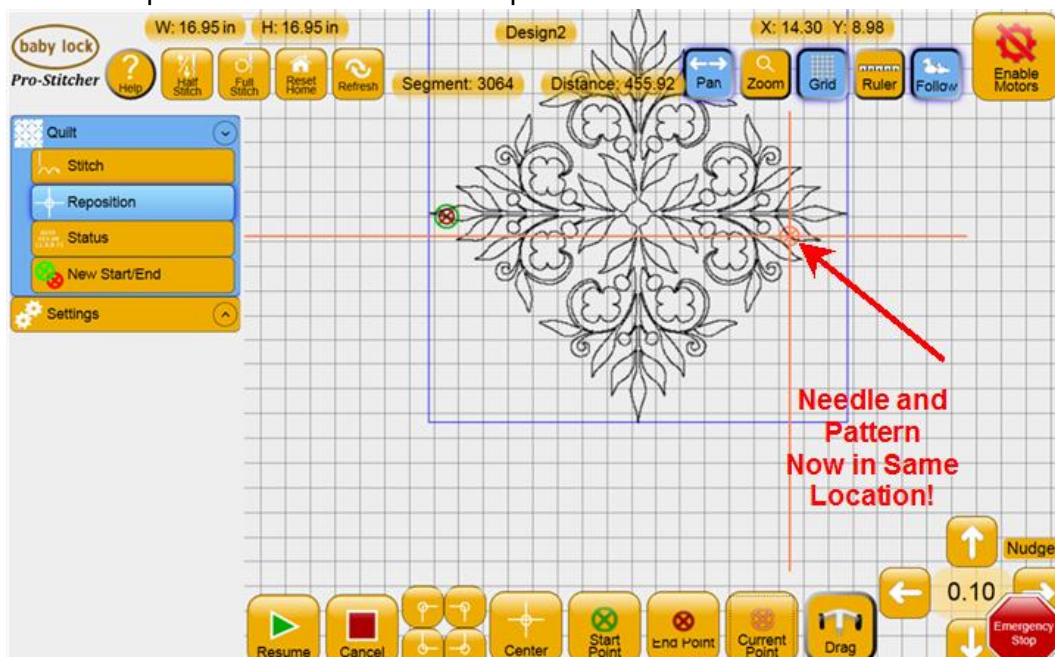 W: 16.95 in H: 16.95 in Design2 X: 14.30 Y: 8.98
baby lock
Pro-Stitcher
Help
Half Stitch
Full Stitch
Reset Home
Refresh
Segment: 3064 Distance: 455.92
Pan
Zoom
Grid
Ruler
Follow
Enable Motors
Quilt
Stitch
Reposition
Status
New Start/End
Settings
Needle and
Pattern
Now in Same
Location!
Nudge
0.10
Resume
Cancel
Center
Start Point
End Point
Current Point
Drag
Emergency Stop